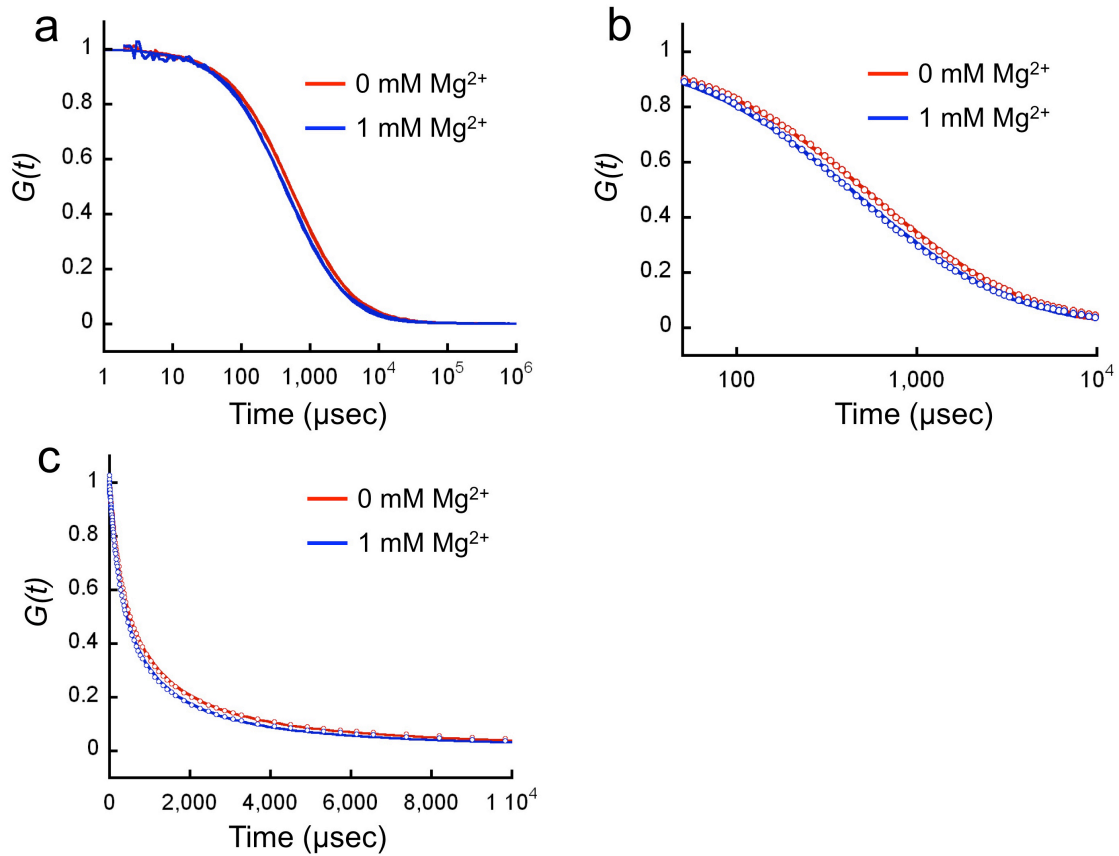 a
1
0.8
0.6
0.4
0.2
0
G(t)
0 mM Mg²⁺
1 mM Mg²⁺
1 10 100 1,000 10⁴ 10⁵ 10⁶
Time (µsec)
b
1
0.8
0.6
0.4
0.2
0
G(t)
0 mM Mg²⁺
1 mM Mg²⁺
100 1,000 10⁴
Time (µsec)
c
1
0.8
0.6
0.4
0.2
0
G(t)
0 mM Mg²⁺
1 mM Mg²⁺
0 2,000 4,000 6,000 8,000 1 10⁴
Time (µsec)